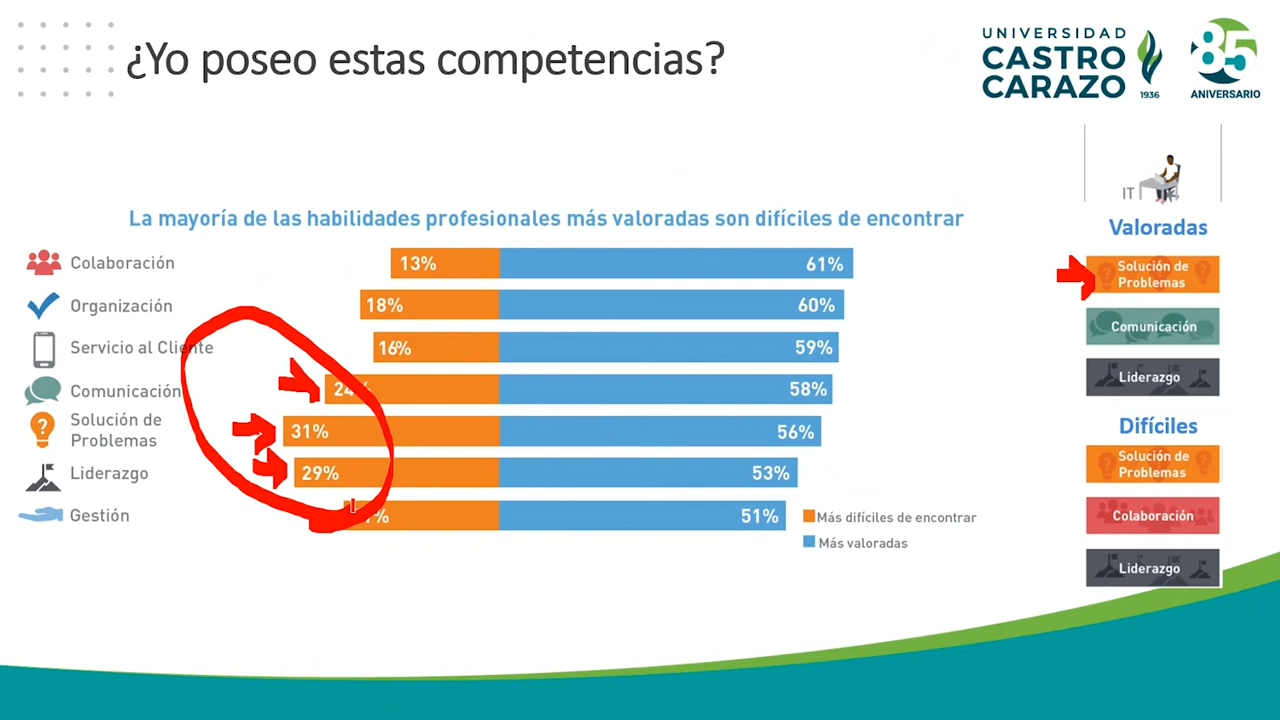 ¿Yo poseo estas competencias?
UNIVERSIDAD
CASTRO
CARAZO
1936
85
ANIVERSARIO
IT
La mayoría de las habilidades profesionales más valoradas son difíciles de encontrar
Colaboración 13% 61%
Organización 18% 60%
Servicio al Cliente 16% 59%
Comunicación 58%
Solución de
Problemas 31% 56%
Liderazgo 29% 53%
Gestión 51%
Más difíciles de encontrar
Más valoradas
Valoradas
Solución de
Problemas
Comunicación
Liderazgo
Difíciles
Solución de
Problemas
Colaboración
Liderazgo